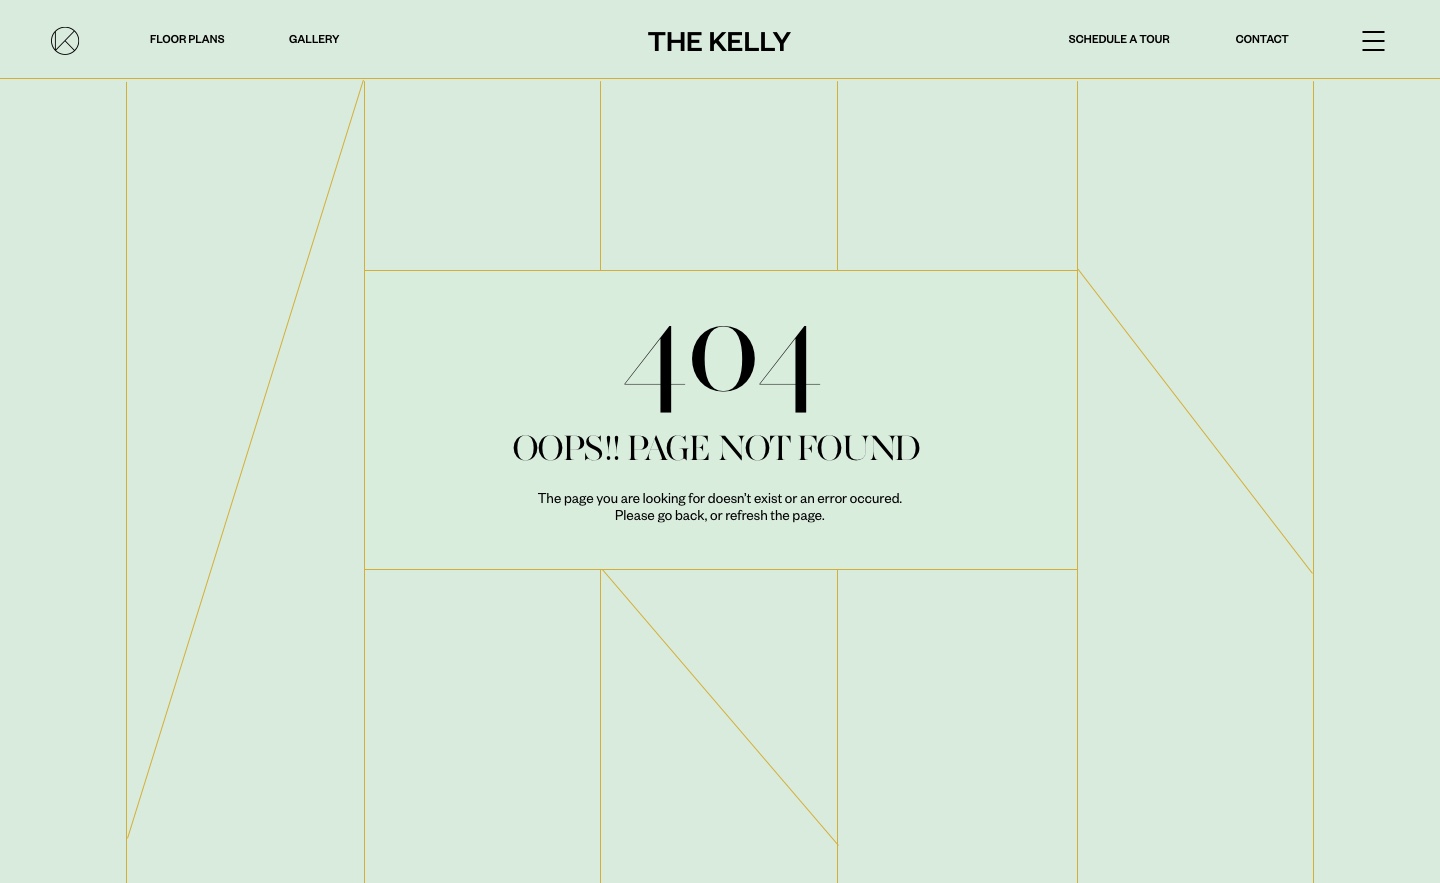 FLOOR PLANS
GALLERY
THE KELLY
SCHEDULE A TOUR
CONTACT
404
OOPS!! PAGE NOT FOUND
The page you are looking for doesn't exist or an error occured.
Please go back, or refresh the page.